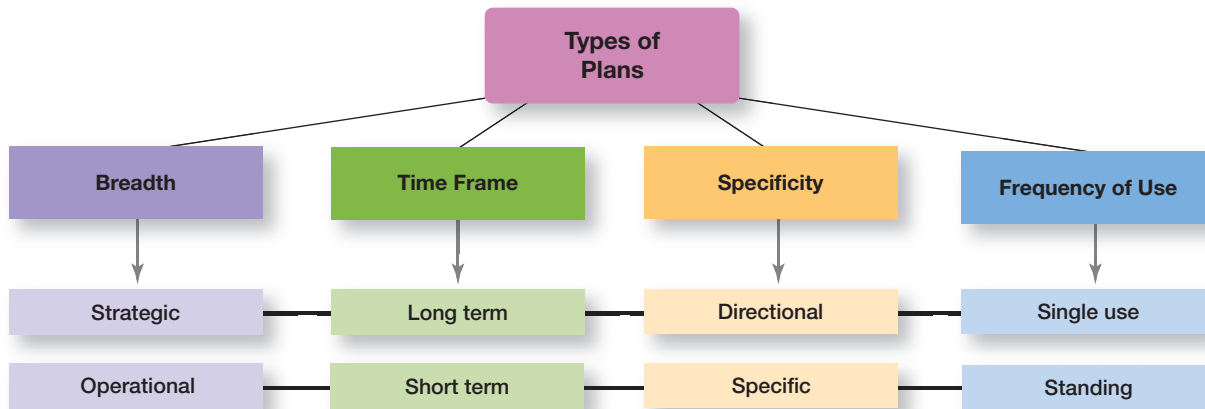 Types of
Plans
Breadth
Time Frame
Specificity
Frequency of Use
Strategic
Long term
Directional
Single use
Operational
Short term
Specific
Standing